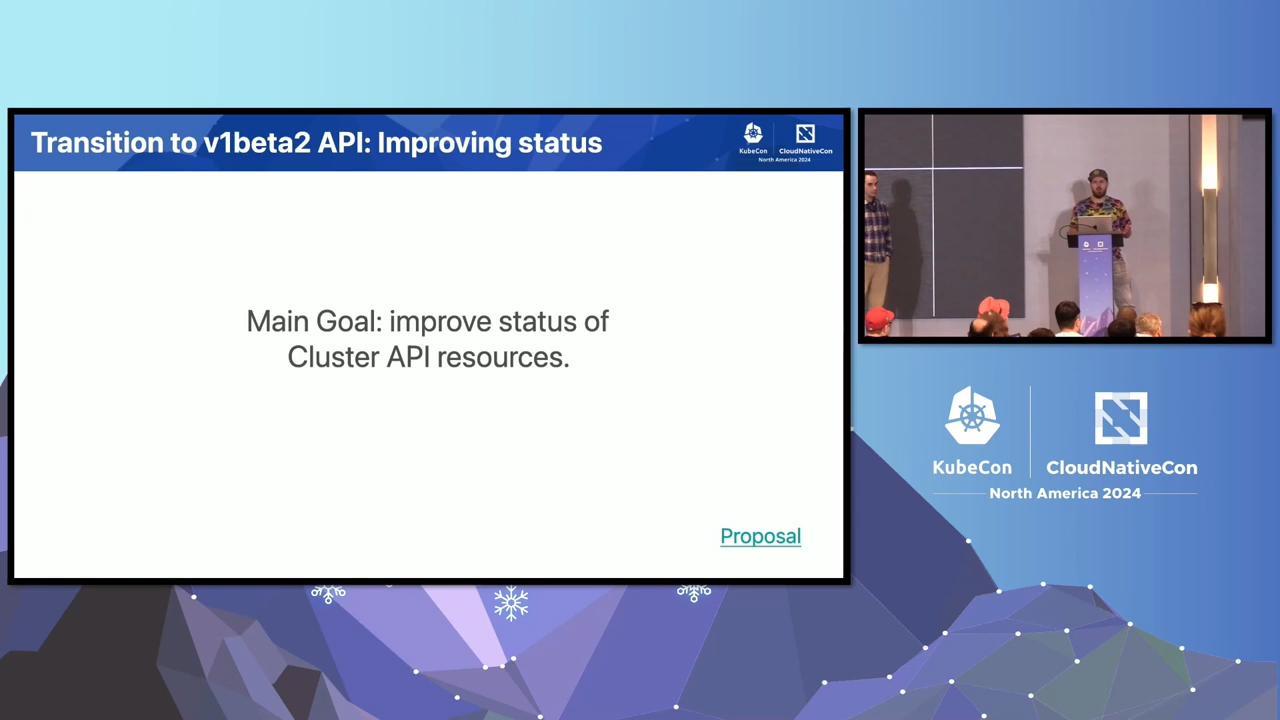 Transition to v1beta2 API: Improving status
KubeCon
CloudNativeCon
North America 2024
Main Goal: improve status of
Cluster API resources.
Proposal
KubeCon
CloudNativeCon
North America 2024